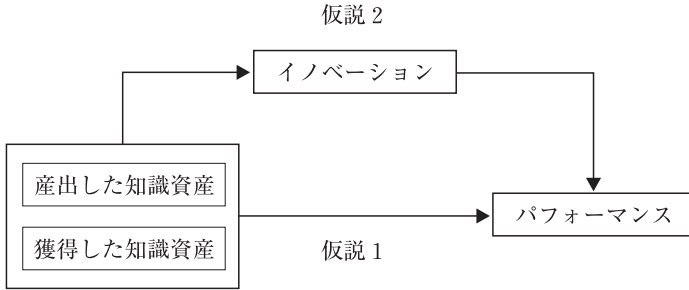 仮説 2
イノベーション
産出した知識資産
獲得した知識資産
パフォーマンス
仮説 1